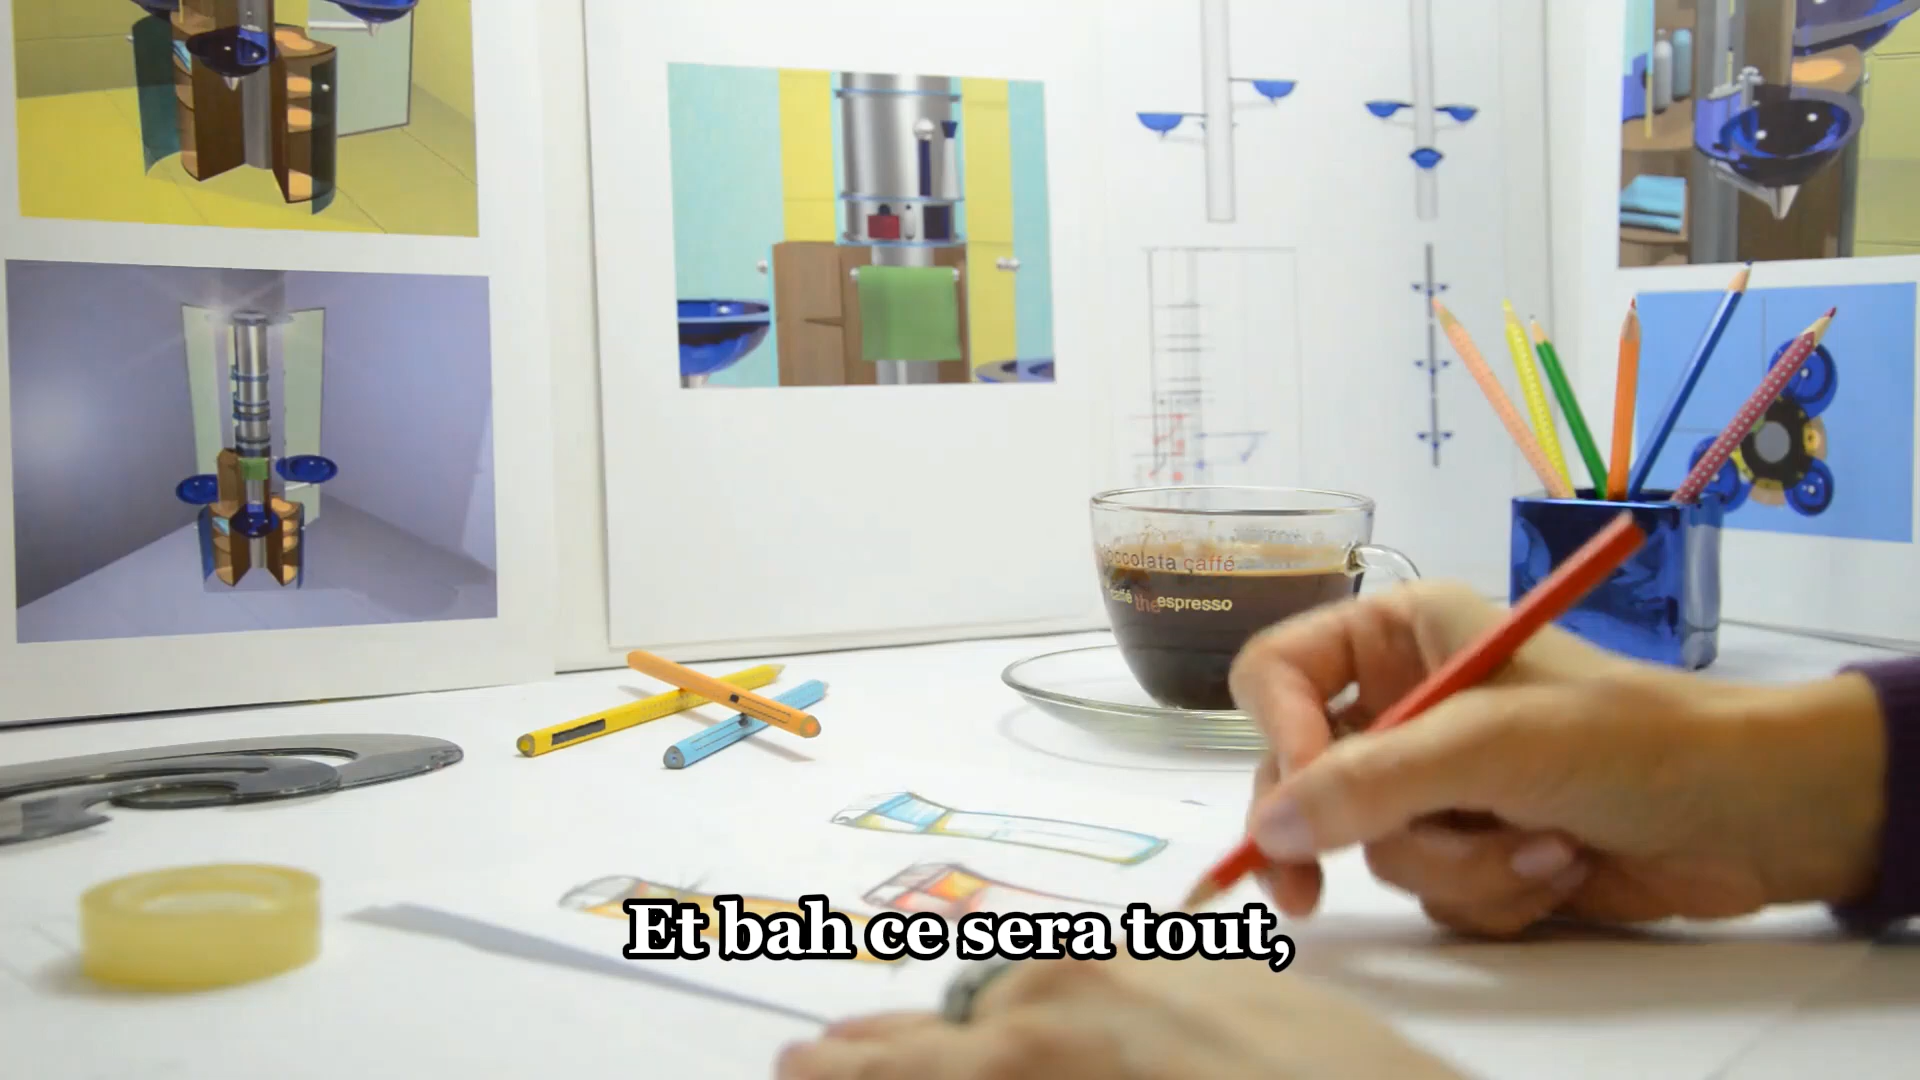 cioccolata caffé
caffé the espresso
Et bah ce sera tout,